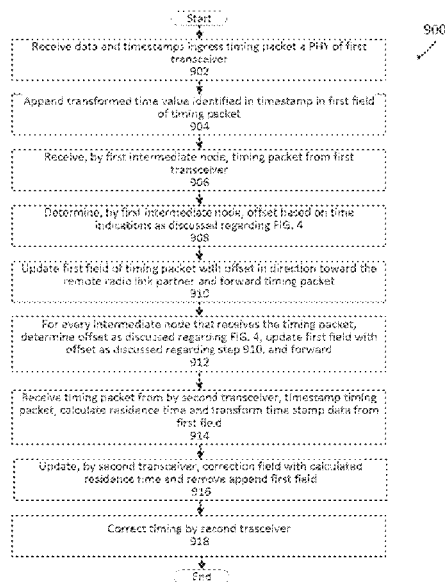 Start
900
Receive data and timestamps ingress timing packet a PHY of first
transceiver
902
Append transformed time value identified in timestamp in first field
of timing packet
904
Receive, by first intermediate node, timing packet from first
transceiver
906
Determine, by first intermediate node, offset based on time
indications as discussed regarding FIG. 4
908
Update first field of timing packet with offset in direction toward the
remote radio link partner and forward timing packet
910
For every intermediate node that receives the timing packet,
determine offset as discussed regarding FIG. 4, update first field with
offset as discussed regarding step 910, and forward
912
Receive timing packet from by second transceiver, timestamp timing
packet, calculate residence time and transform time stamp data from
first field
914
Update, by second transceiver, correction field with calculated
residence time and remove append first field
916
Correct timing by second trasceiver
918
End